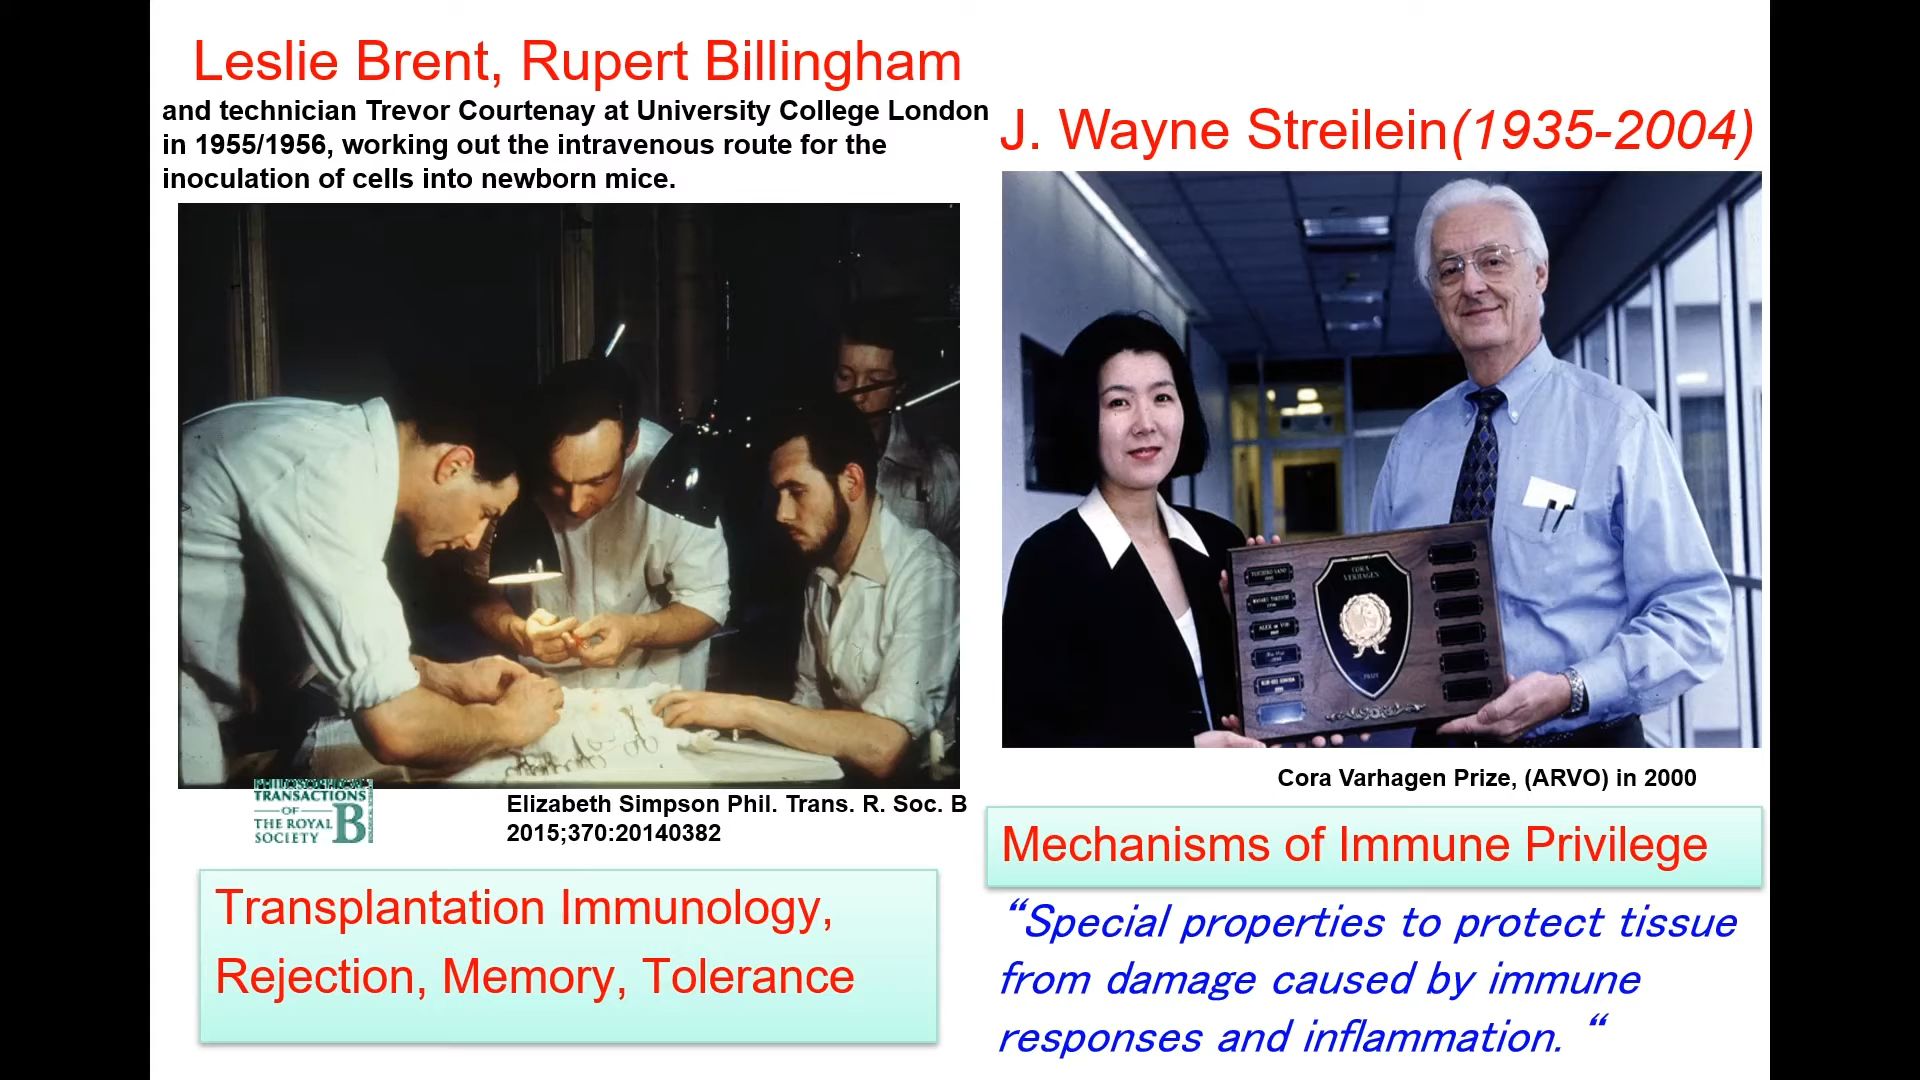 Leslie Brent, Rupert Billingham
and technician Trevor Courtenay at University College London
in 1955/1956, working out the intravenous route for the
inoculation of cells into newborn mice.
J. Wayne Streilein(1935-2004)
CORA
VERHAGEN
PRIZE
TRANSACTIONS
OF
THE ROYAL
SOCIETY
B
Elizabeth Simpson Phil. Trans. R. Soc. B
2015;370:20140382
Transplantation Immunology,
Rejection, Memory, Tolerance
Cora Varhagen Prize, (ARVO) in 2000
Mechanisms of Immune Privilege
“Special properties to protect tissue
from damage caused by immune
responses and inflammation. “